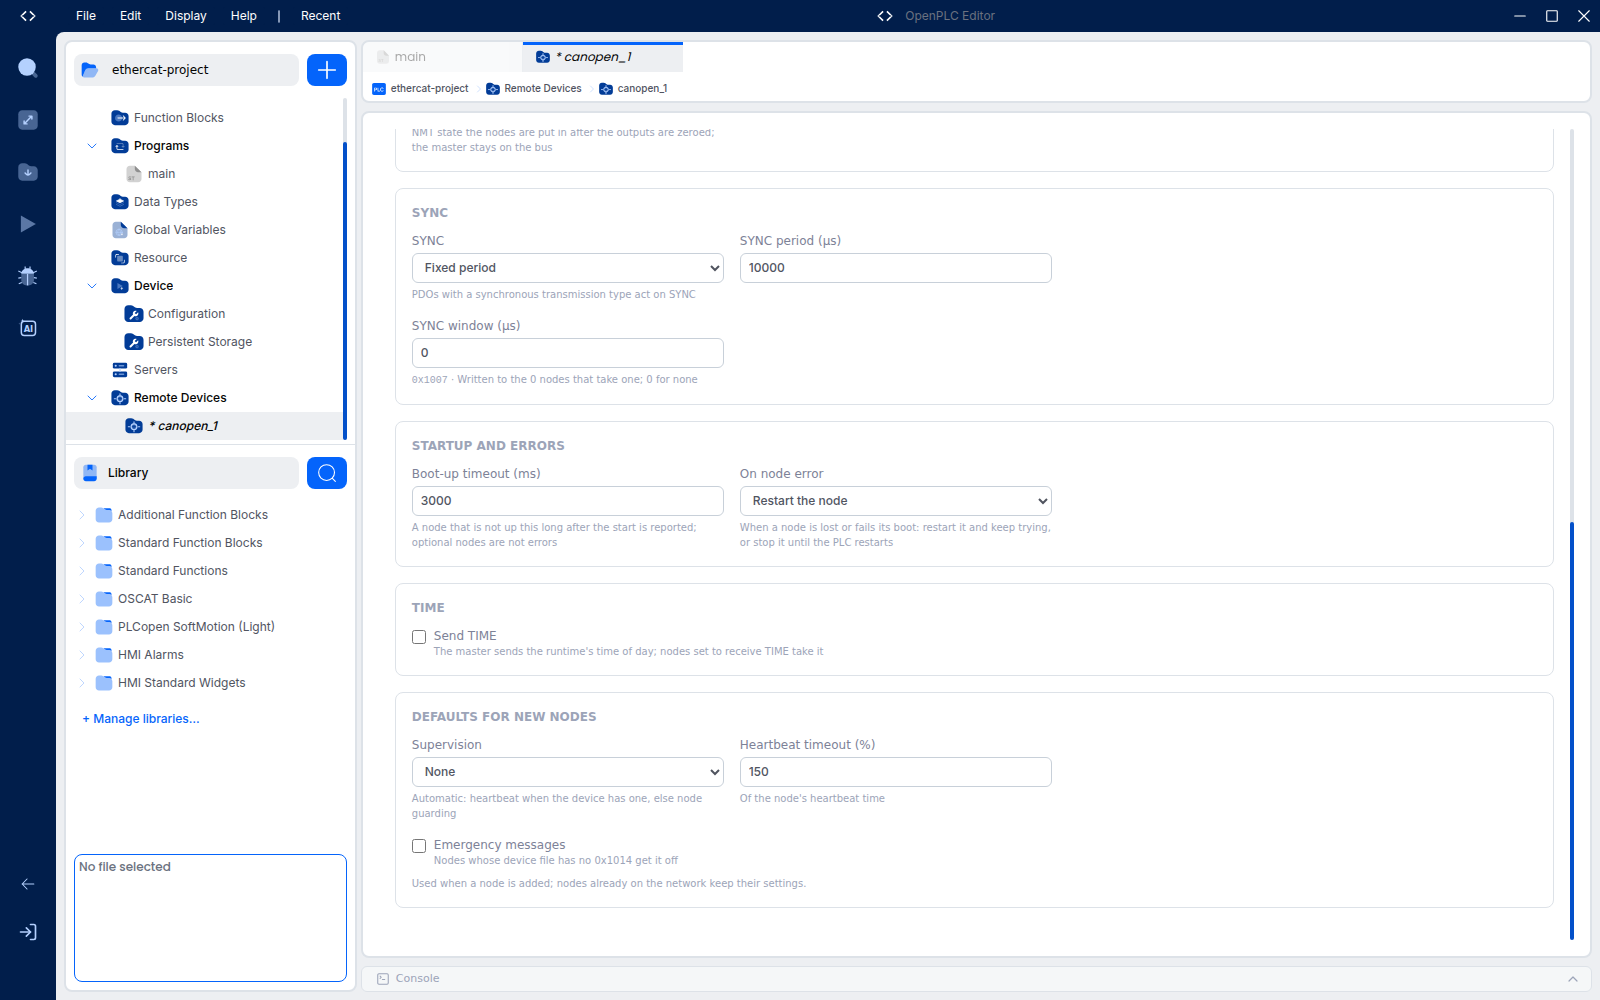 File Edit Display Help | Recent
OpenPLC Editor
ethercat-project
Function Blocks
Programs
main
Data Types
Global Variables
Resource
Device
Configuration
Persistent Storage
Servers
Remote Devices
* canopen_1
Library
Additional Function Blocks
Standard Function Blocks
Standard Functions
OSCAT Basic
PLCopen SoftMotion (Light)
HMI Alarms
HMI Standard Widgets
+ Manage libraries...
No file selected
main
* canopen_1
PLC ethercat-project Remote Devices canopen_1
NMT state the nodes are put in after the outputs are zeroed;
the master stays on the bus
SYNC
SYNC SYNC period (µs)
Fixed period 10000
PDOs with a synchronous transmission type act on SYNC
SYNC window (µs)
0
0x1007 · Written to the 0 nodes that take one; 0 for none
STARTUP AND ERRORS
Boot-up timeout (ms) On node error
3000 Restart the node
A node that is not up this long after the start is reported;
optional nodes are not errors
When a node is lost or fails its boot: restart it and keep trying,
or stop it until the PLC restarts
TIME
Send TIME
The master sends the runtime's time of day; nodes set to receive TIME take it
DEFAULTS FOR NEW NODES
Supervision Heartbeat timeout (%)
None 150
Automatic: heartbeat when the device has one, else node
guarding
Of the node's heartbeat time
Emergency messages
Nodes whose device file has no 0x1014 get it off
Used when a node is added; nodes already on the network keep their settings.
Console
AI